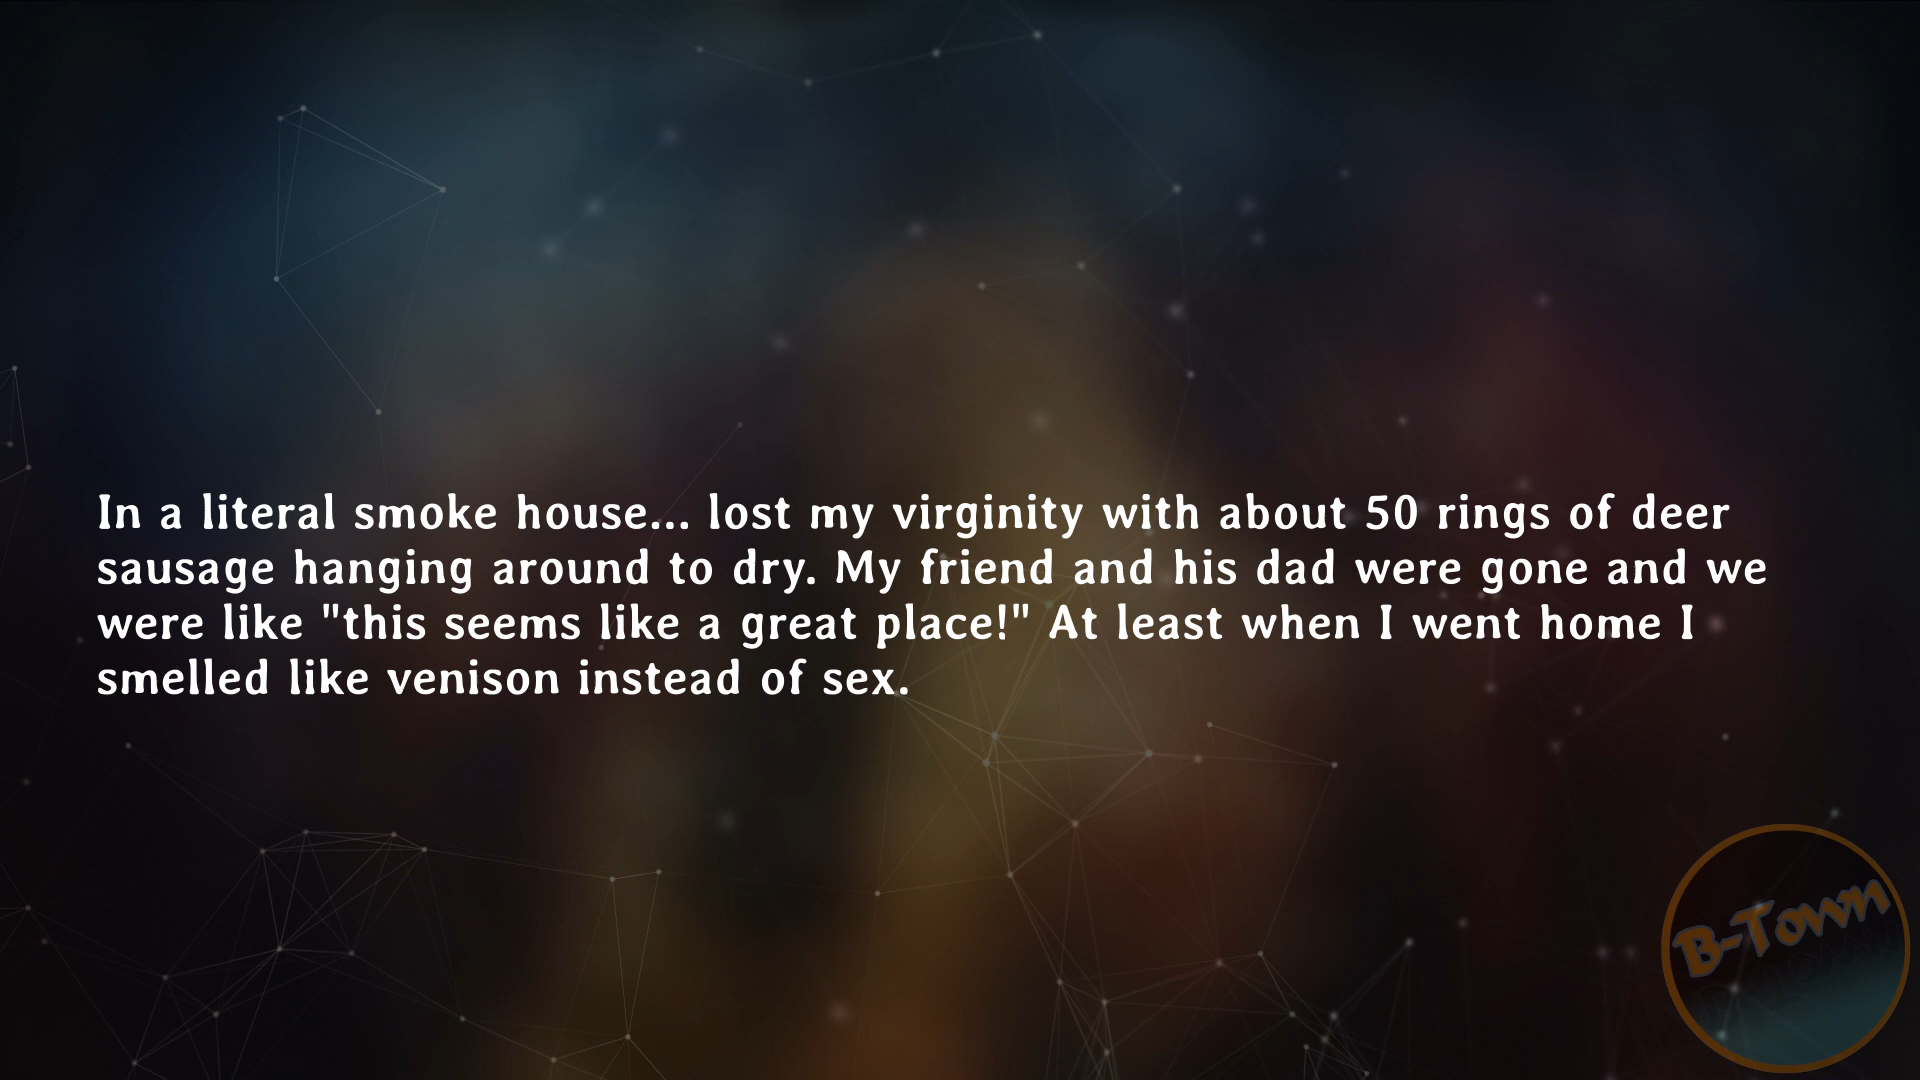 In a literal smoke house... lost my virginity with about 50 rings of deer
sausage hanging around to dry. My friend and his dad were gone and we
were like "this seems like a great place!" At least when I went home I
smelled like venison instead of sex.
B-Town